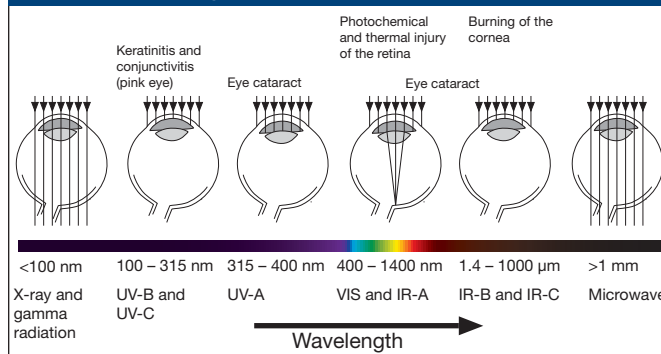 Photochemical
and thermal injury
of the retina
Burning of the
cornea
Keratinitis and
conjunctivitis
(pink eye)
Eye cataract
Eye cataract
<100 nm
100 – 315 nm
315 – 400 nm
400 – 1400 nm
1.4 – 1000 µm
>1 mm
X-ray and
gamma
radiation
UV-B and
UV-C
UV-A
VIS and IR-A
IR-B and IR-C
Microwave
Wavelength